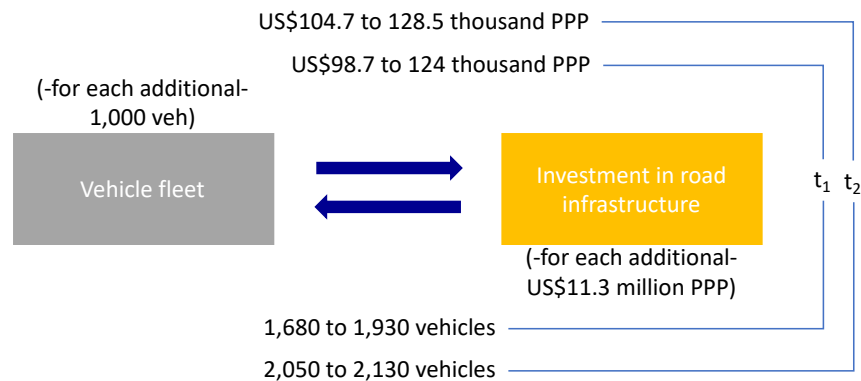 US$104.7 to 128.5 thousand PPP
US$98.7 to 124 thousand PPP
(-for each additional-
1,000 veh)
Vehicle fleet
Investment in road
infrastructure
t1 t2
(-for each additional-
US$11.3 million PPP)
1,680 to 1,930 vehicles
2,050 to 2,130 vehicles